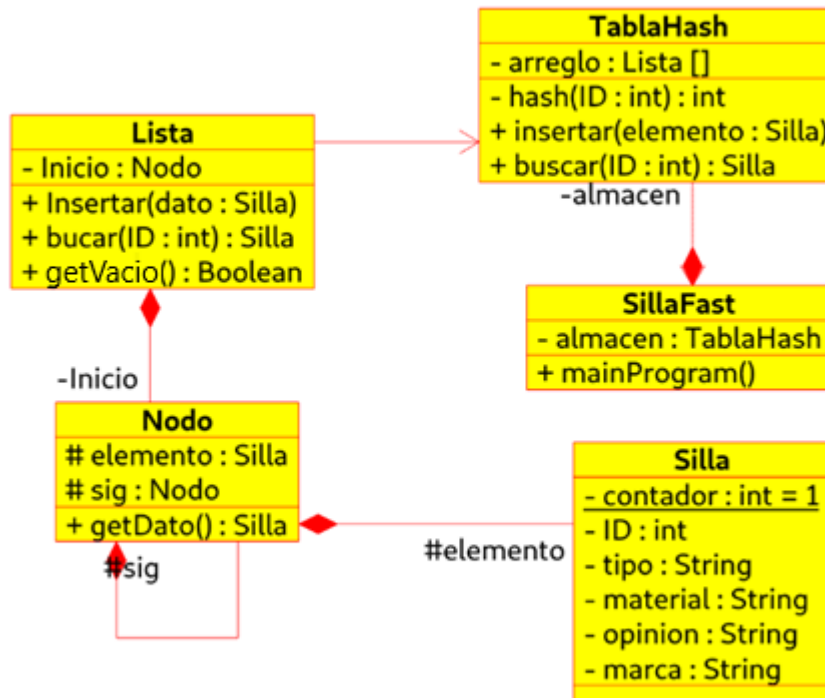 TablaHash
- arreglo : Lista []
- hash(ID : int) : int
+ insertar(elemento : Silla)
+ buscar(ID : int) : Silla
-almacen
Lista
- Inicio : Nodo
+ Insertar(dato : Silla)
+ bucar(ID : int) : Silla
+ getVacio() : Boolean
-Inicio
SillaFast
- almacen : TablaHash
+ mainProgram()
Nodo
# elemento : Silla
# sig : Nodo
+ getDato() : Silla
#sig
#elemento
Silla
- contador : int = 1
- ID : int
- tipo : String
- material : String
- opinion : String
- marca : String